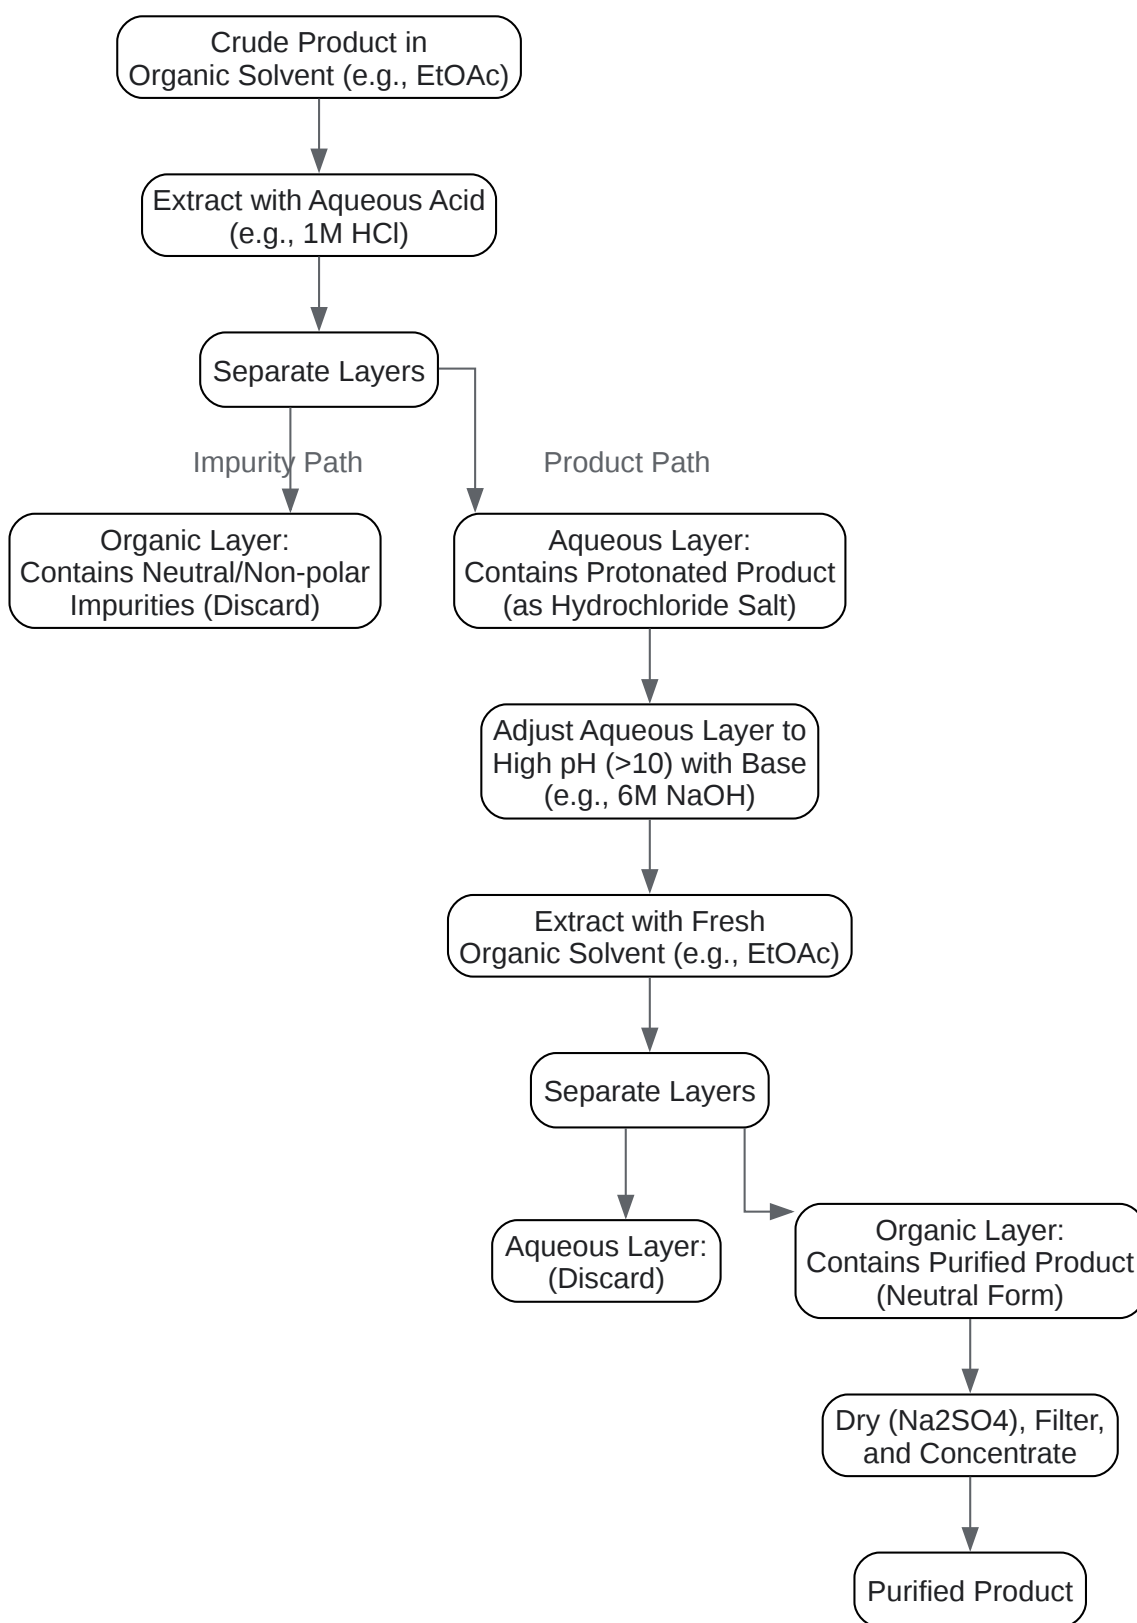 Crude Product in
Organic Solvent (e.g., EtOAc)
Extract with Aqueous Acid
(e.g., 1M HCl)
Separate Layers
Impurity Path
Product Path
Organic Layer:
Contains Neutral/Non-polar
Impurities (Discard)
Aqueous Layer:
Contains Protonated Product
(as Hydrochloride Salt)
Adjust Aqueous Layer to
High pH (>10) with Base
(e.g., 6M NaOH)
Extract with Fresh
Organic Solvent (e.g., EtOAc)
Separate Layers
Aqueous Layer:
(Discard)
Organic Layer:
Contains Purified Product
(Neutral Form)
Dry (Na2SO4), Filter,
and Concentrate
Purified Product